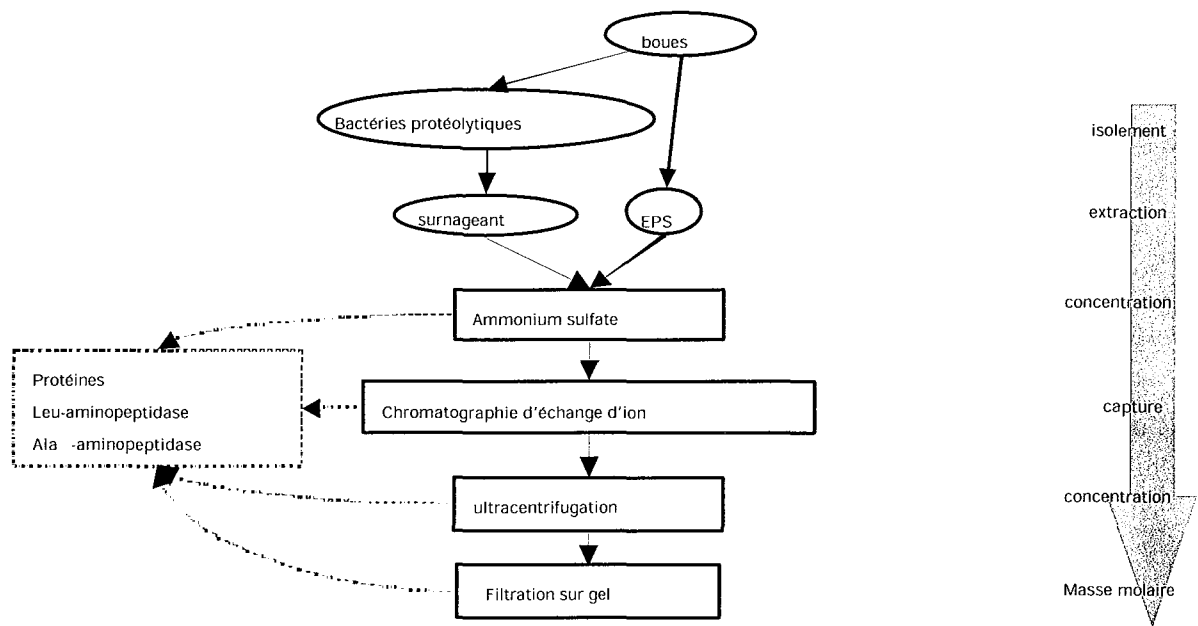 boues
Bactéries protéolytiques
isolement
surnageant
EPS
extraction
Ammonium sulfate
concentration
Protéines
Leu-aminopeptidase
Ala -aminopeptidase
Chromatographie d'échange d'ion
capture
ultracentrifugation
concentration
Filtration sur gel
Masse molaire